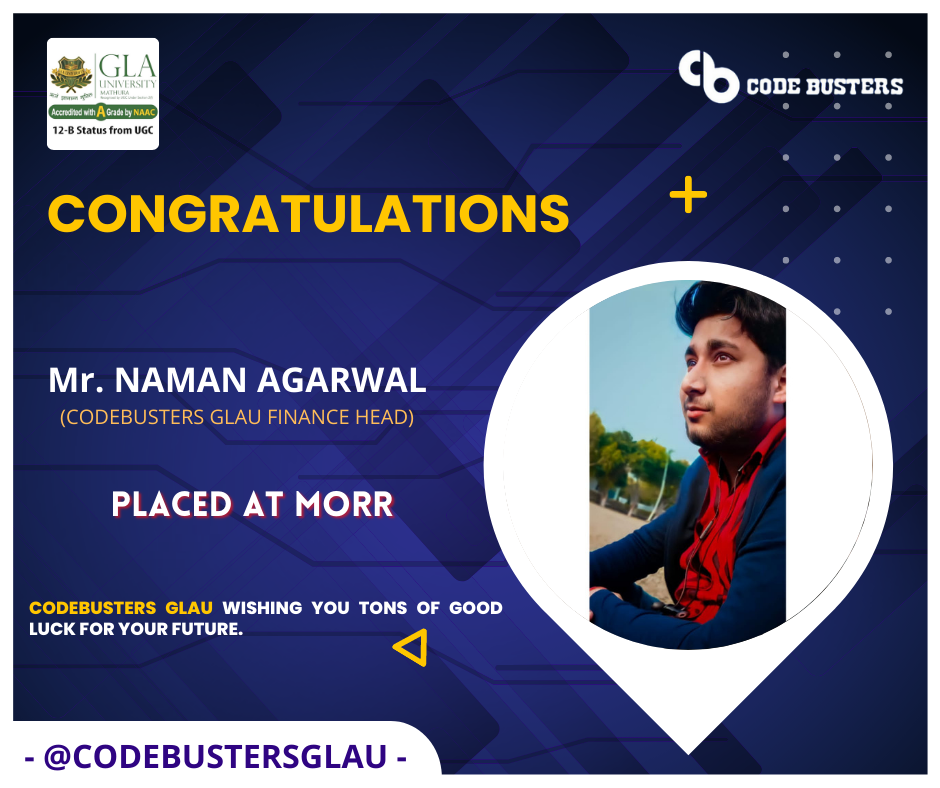 GLA
UNIVERSITY
MATHURA
Accredited with A Grade by NAAC
12-B Status from UGC
cb CODE BUSTERS
CONGRATULATIONS
Mr. NAMAN AGARWAL
(CODEBUSTERS GLAU FINANCE HEAD)
PLACED AT MORR
CODEBUSTERS GLAU WISHING YOU TONS OF GOOD
LUCK FOR YOUR FUTURE.
- @CODEBUSTERSGLAU -